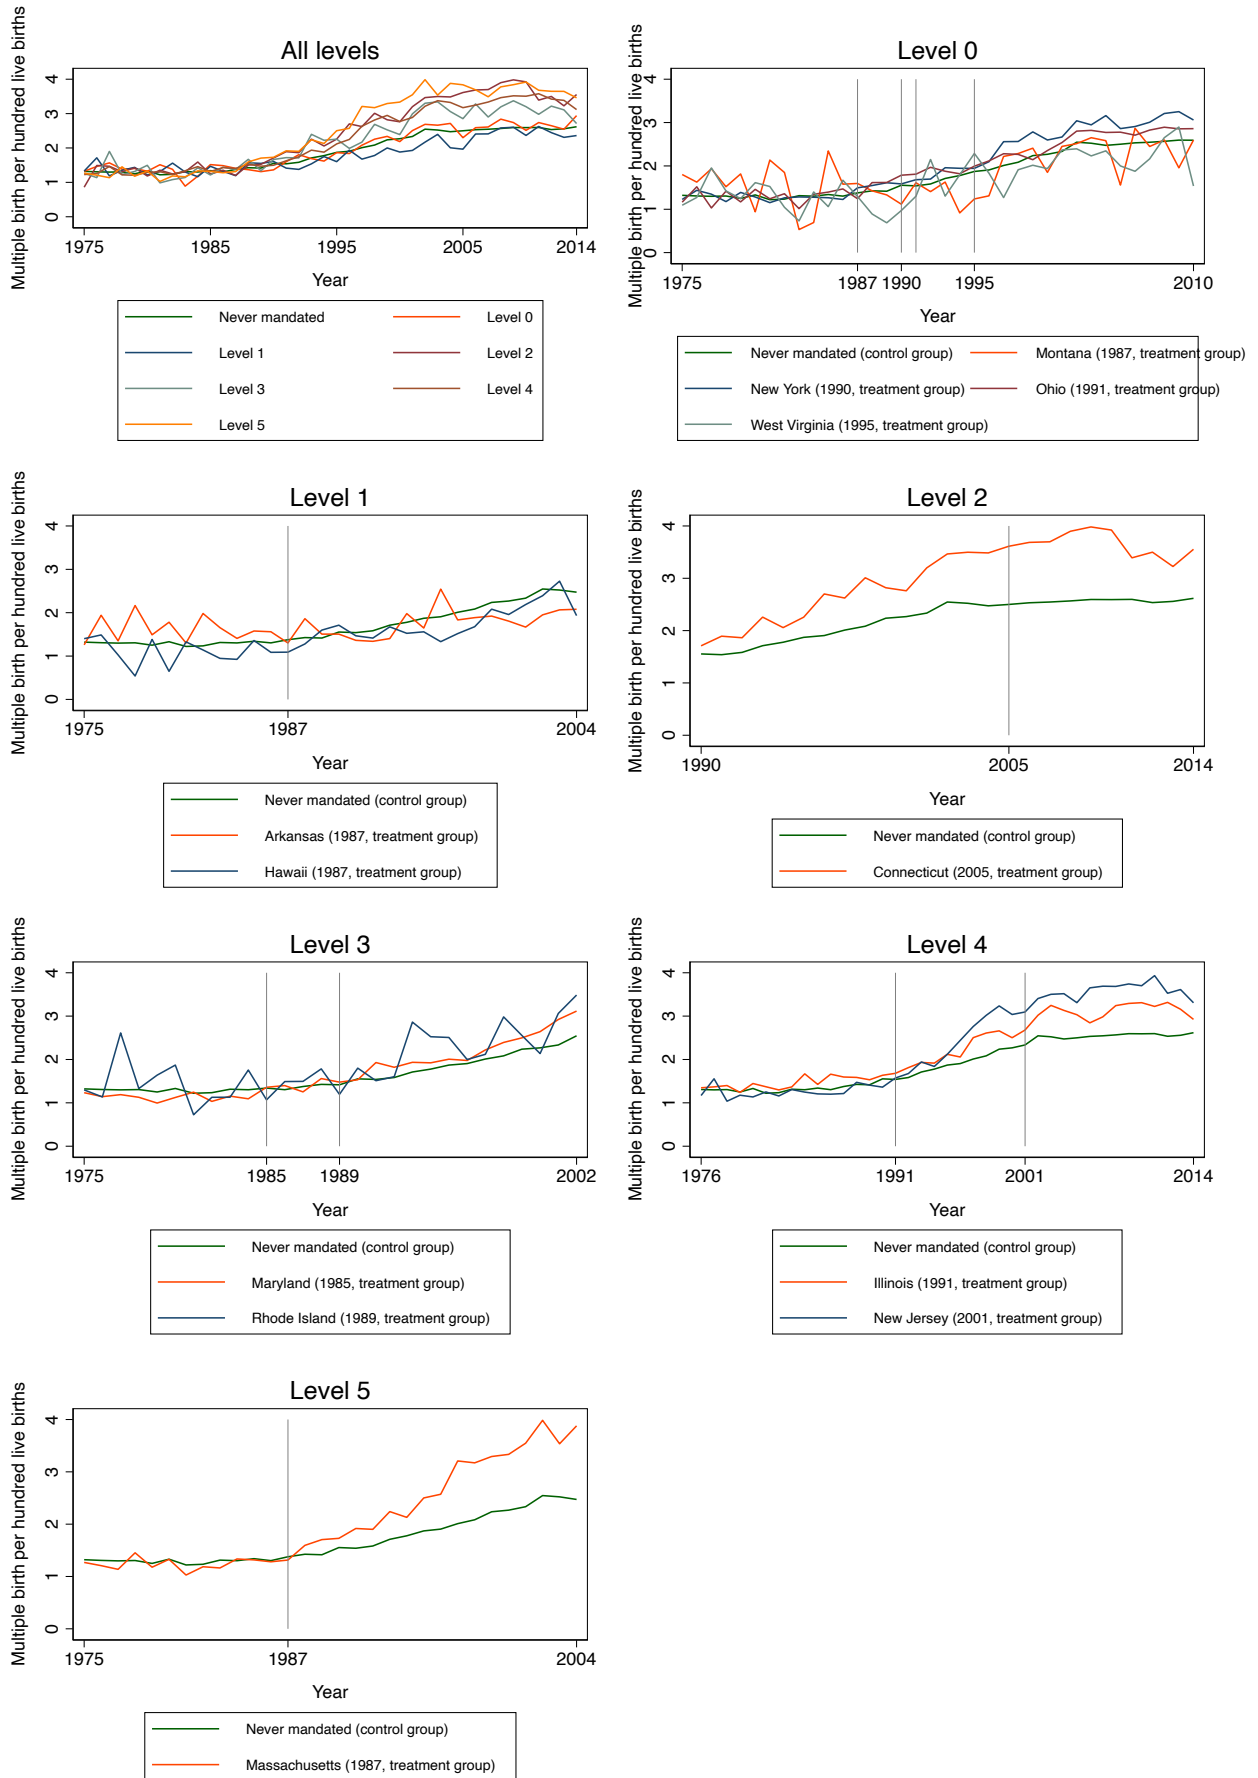 All levels
Multiple birth per hundred live births
4
3
2
1
0
1975 1985 1995 2005 2014
Year
Never mandated Level 0
Level 1 Level 2
Level 3 Level 4
Level 5
Level 0
Multiple birth per hundred live births
4
3
2
1
0
1975 1987 1990 1995 2010
Year
Never mandated (control group) Montana (1987, treatment group)
New York (1990, treatment group) Ohio (1991, treatment group)
West Virginia (1995, treatment group)
Level 1
Multiple birth per hundred live births
4
3
2
1
0
1975 1987 2004
Year
Never mandated (control group)
Arkansas (1987, treatment group)
Hawaii (1987, treatment group)
Level 2
Multiple birth per hundred live births
4
3
2
1
0
1990 2005 2014
Year
Never mandated (control group)
Connecticut (2005, treatment group)
Level 3
Multiple birth per hundred live births
4
3
2
1
0
1975 1985 1989 2002
Year
Never mandated (control group)
Maryland (1985, treatment group)
Rhode Island (1989, treatment group)
Level 4
Multiple birth per hundred live births
4
3
2
1
0
1976 1991 2001 2014
Year
Never mandated (control group)
Illinois (1991, treatment group)
New Jersey (2001, treatment group)
Level 5
Multiple birth per hundred live births
4
3
2
1
0
1975 1987 2004
Year
Never mandated (control group)
Massachusetts (1987, treatment group)